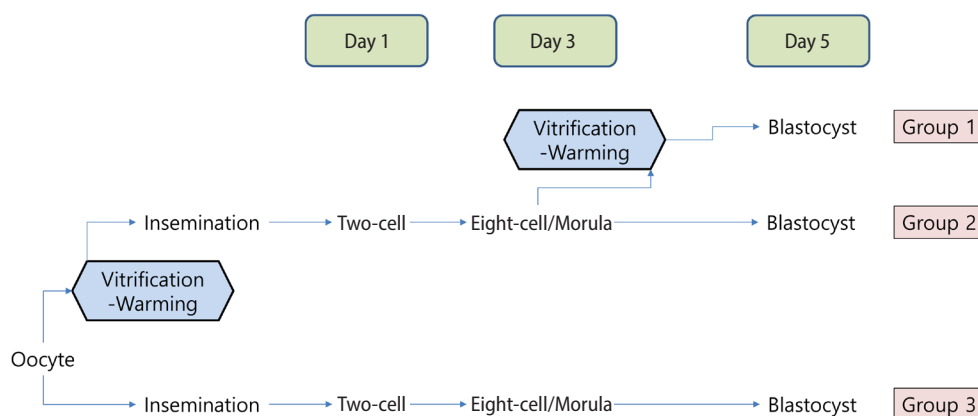 Day 1 Day 3 Day 5
Vitrification
-Warming
Blastocyst Group 1
Insemination Two-cell Eight-cell/Morula Blastocyst Group 2
Vitrification
-Warming
Oocyte
Insemination Two-cell Eight-cell/Morula Blastocyst Group 3